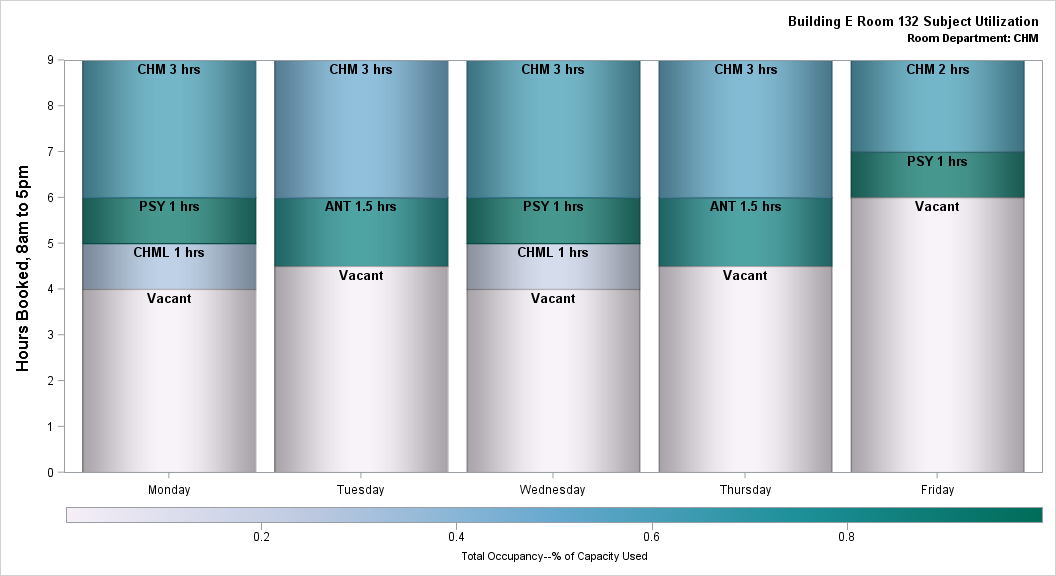 Building E Room 132 Subject Utilization
Room Department: CHM
Hours Booked, 8am to 5pm
9
8
7
6
5
4
3
2
1
0
CHM 3 hrs
PSY 1 hrs
CHML 1 hrs
Vacant
CHM 3 hrs
ANT 1.5 hrs
Vacant
CHM 3 hrs
PSY 1 hrs
CHML 1 hrs
Vacant
CHM 3 hrs
ANT 1.5 hrs
Vacant
CHM 2 hrs
PSY 1 hrs
Vacant
Monday Tuesday Wednesday Thursday Friday
0.2 0.4 0.6 0.8
Total Occupancy--% of Capacity Used